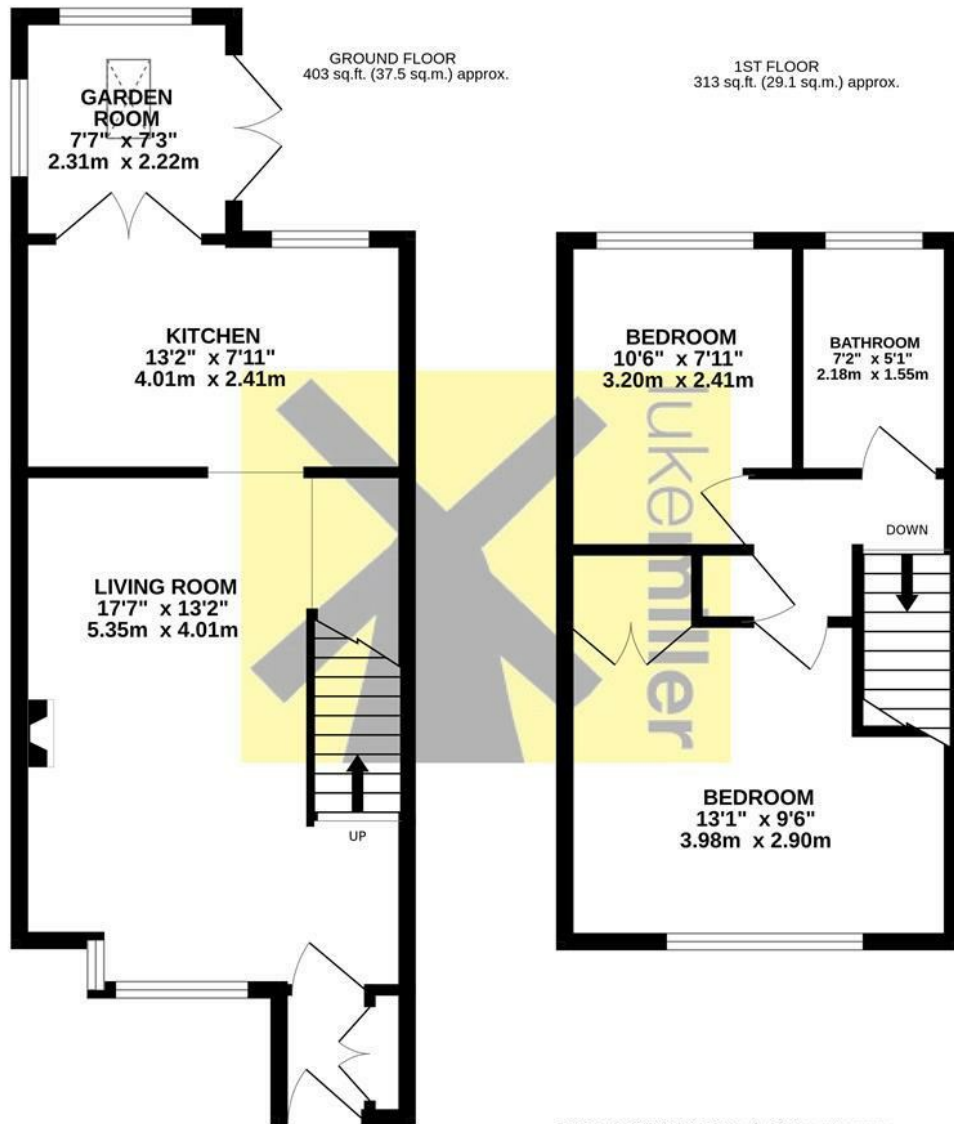 GROUND FLOOR
403 sq.ft. (37.5 sq.m.) approx.
1ST FLOOR
313 sq.ft. (29.1 sq.m.) approx.
GARDEN
ROOM
7'7" x 7'3"
2.31m x 2.22m
KITCHEN
13'2" x 7'11"
4.01m x 2.41m
BEDROOM
10'6" x 7'11"
3.20m x 2.41m
BATHROOM
7'2" x 5'1"
2.18m x 1.55m
DOWN
LIVING ROOM
17'7" x 13'2"
5.35m x 4.01m
UP
BEDROOM
13'1" x 9'6"
3.98m x 2.90m
lukemiller